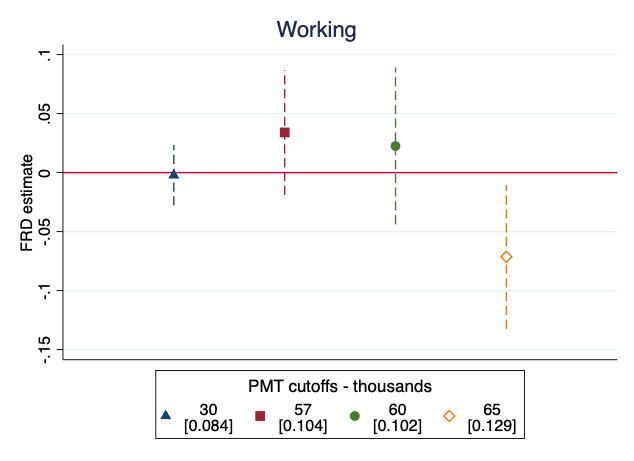 Working
FRD estimate
.1
.05
0
-.05
-.1
-.15
PMT cutoffs - thousands
30 57 60 65
[0.084] [0.104] [0.102] [0.129]